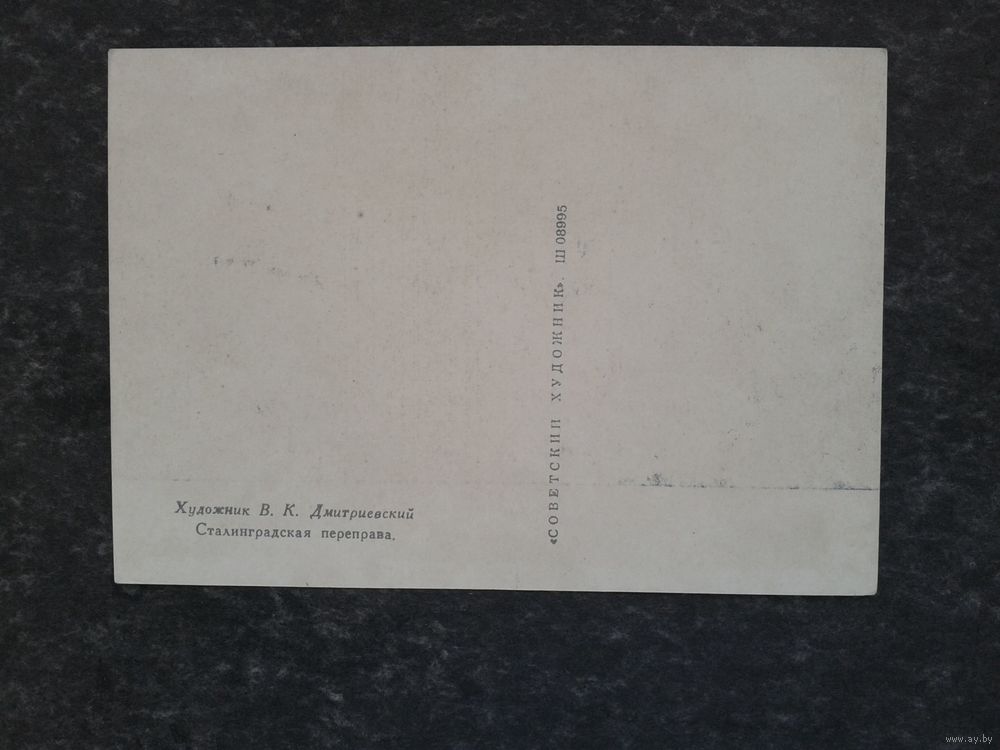 Художник В. К. Дмитриевский
Сталинградская переправа.
«СОВЕТСКИЙ ХУДОЖНИК». Ш 08995
www.ay.by